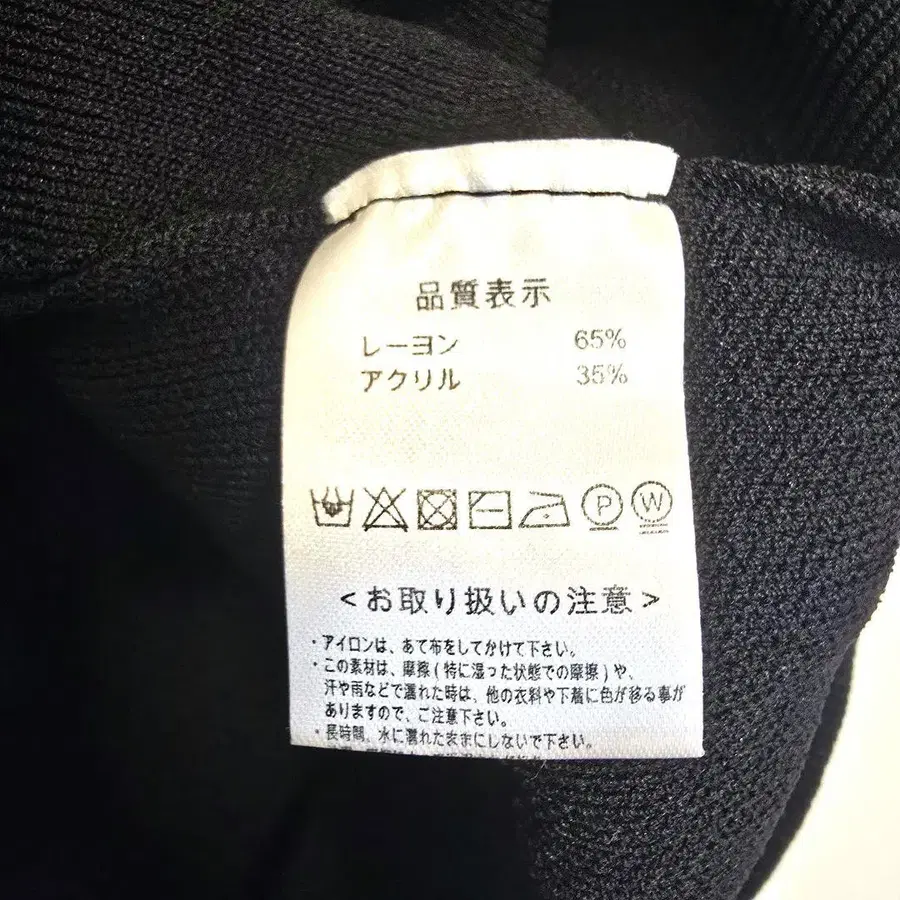 品質表示
レーヨン 65%
アクリル 35%
P W
<お取り扱いの注意>
・アイロンは、あて布をしてかけて下さい。
・この素材は、摩擦(特に湿った状態での摩擦)や、
汗や雨などで濡れた時は、他の衣料や下着に色が移る事が
ありますので、ご注意下さい。
・長時間、水に濡れたままにしないで下さい。